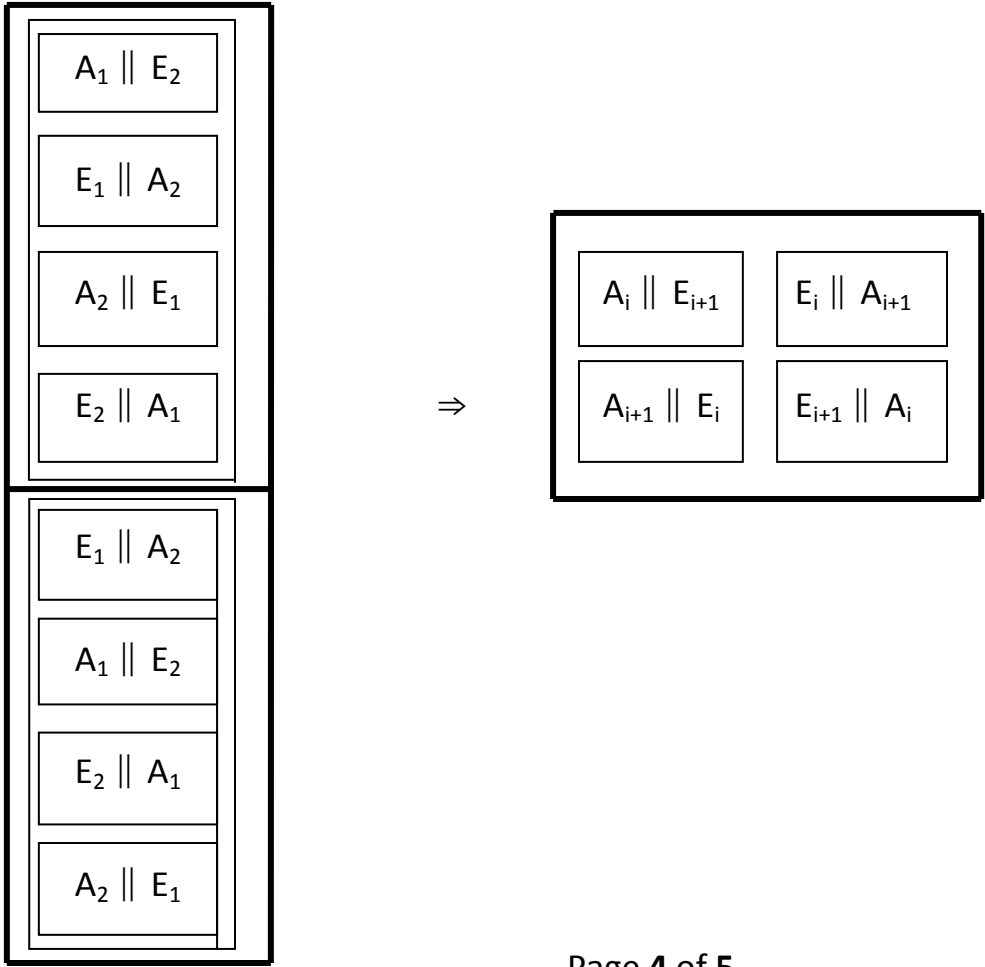 A₁ || E₂
E₁ || A₂
A₂ || E₁
E₂ || A₁
E₁ || A₂
A₁ || E₂
E₂ || A₁
A₂ || E₁
⇒
Aᵢ || Eᵢ₊₁
Eᵢ || Aᵢ₊₁
Aᵢ₊₁ || Eᵢ
Eᵢ₊₁ || Aᵢ
Page 4 of 5